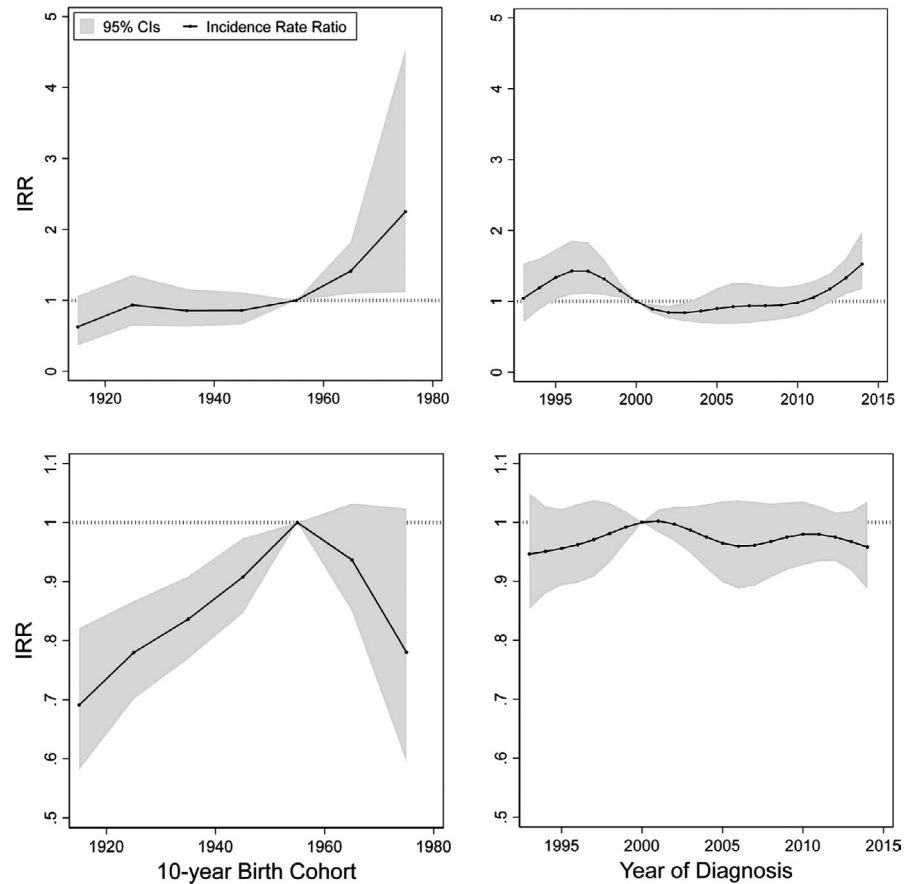 95% CIs Incidence Rate Ratio
IRR
5
4
3
2
1
0
1920 1940 1960 1980
5
4
3
2
1
0
1995 2000 2005 2010 2015
IRR
1.1
1
.9
.8
.7
.6
.5
1920 1940 1960 1980
10-year Birth Cohort
1.1
1
.9
.8
.7
.6
.5
1995 2000 2005 2010 2015
Year of Diagnosis